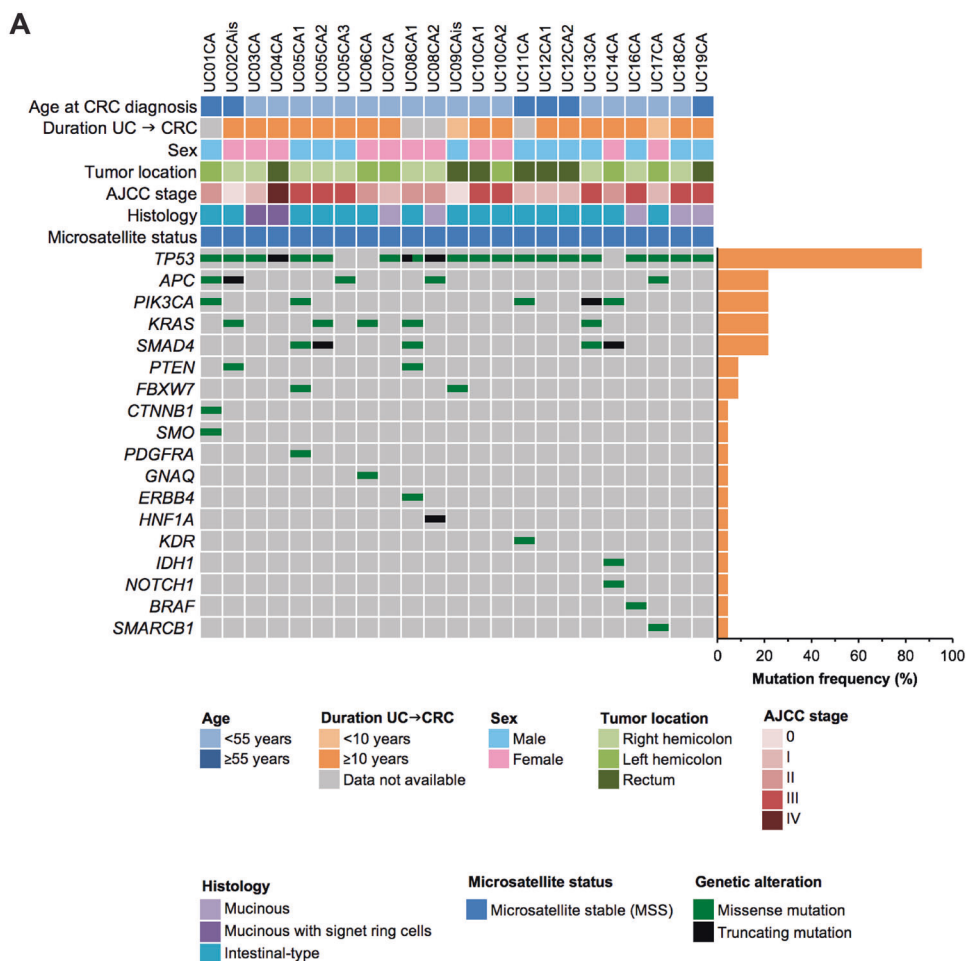 A
UC01CA
UC02CAis
UC03CA
UC04CA
UC05CA1
UC05CA2
UC05CA3
UC06CA
UC07CA
UC08CA1
UC08CA2
UC09CAis
UC10CA1
UC10CA2
UC11CA
UC12CA1
UC12CA2
UC13CA
UC14CA
UC16CA
UC17CA
UC18CA
UC19CA
Age at CRC diagnosis
Duration UC → CRC
Sex
Tumor location
AJCC stage
Histology
Microsatellite status
TP53
APC
PIK3CA
KRAS
SMAD4
PTEN
FBXW7
CTNNB1
SMO
PDGFRA
GNAQ
ERBB4
HNF1A
KDR
IDH1
NOTCH1
BRAF
SMARCB1
0 20 40 60 80 100
Mutation frequency (%)
Age
<55 years
≥55 years
Duration UC→CRC
<10 years
≥10 years
Data not available
Sex
Male
Female
Tumor location
Right hemicolon
Left hemicolon
Rectum
AJCC stage
0
I
II
III
IV
Histology
Mucinous
Mucinous with signet ring cells
Intestinal-type
Microsatellite status
Microsatellite stable (MSS)
Genetic alteration
Missense mutation
Truncating mutation